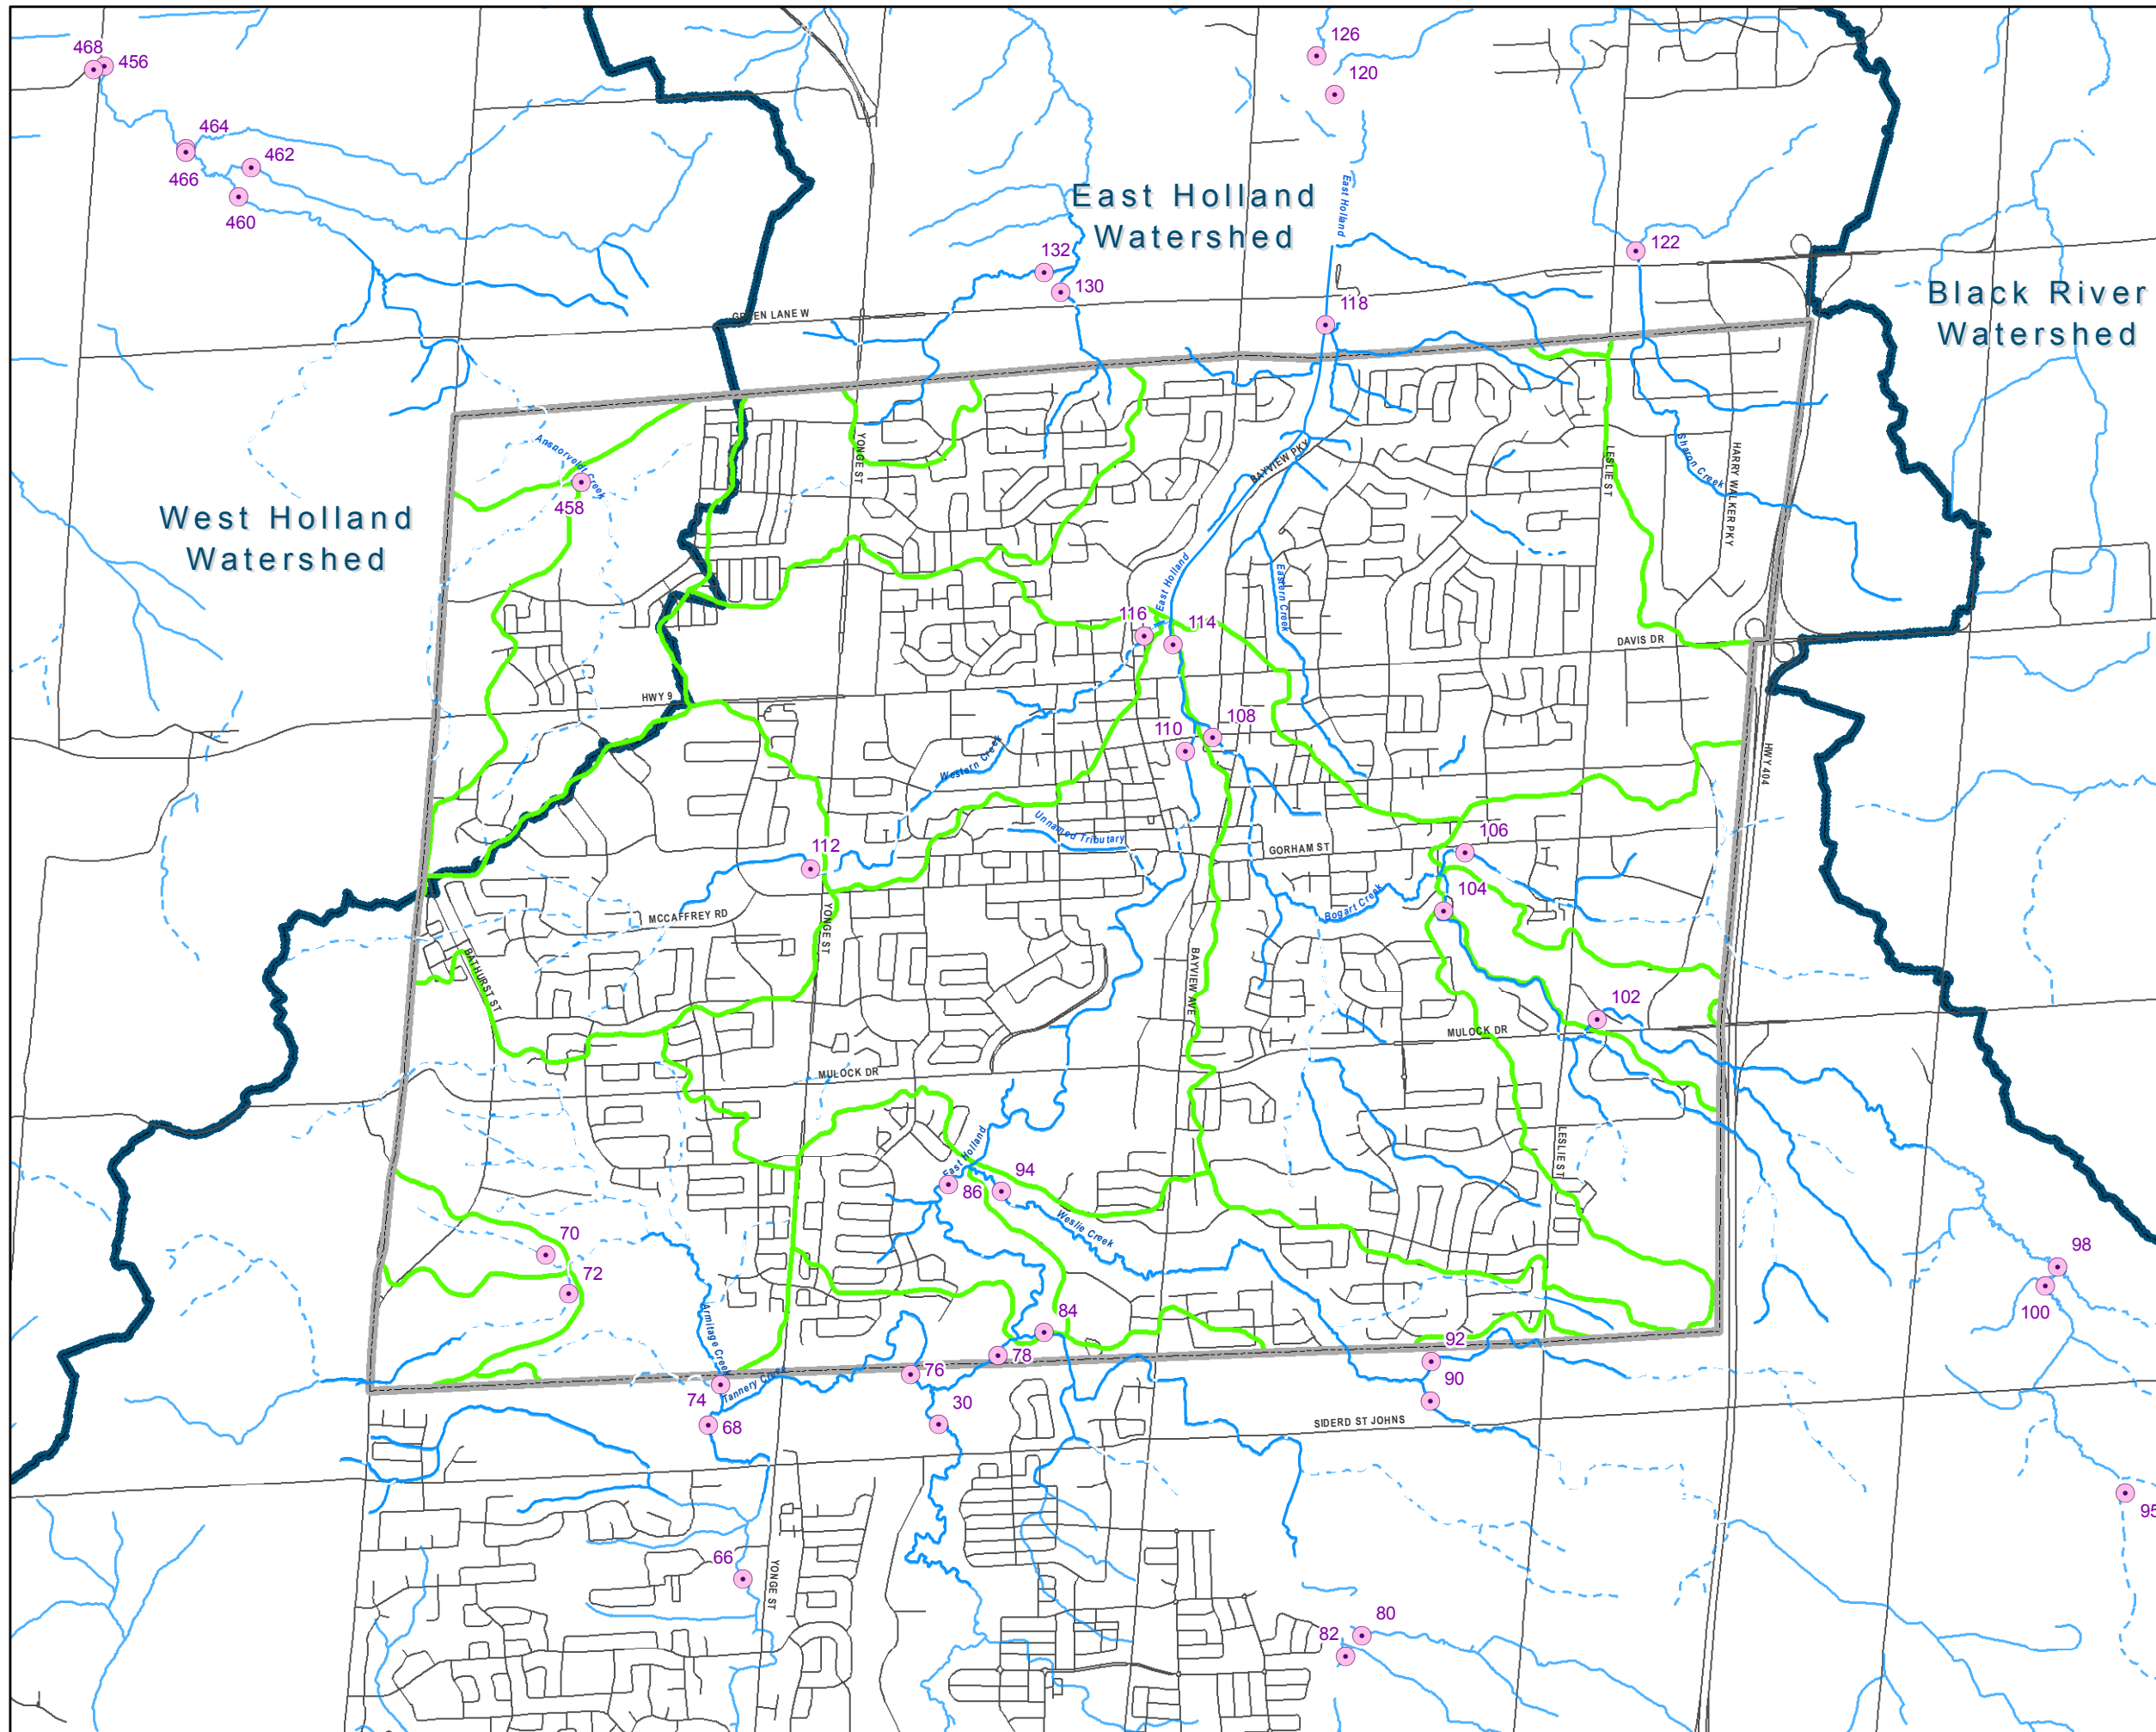 126
468
456
120
464
462
466
East Holland
Watershed
East Holland
460
132
122
130
Black River
Watershed
118
GREEN LANE W
Ansnorveldt Creek
YONGE ST
BAYVIEW PKY
LESLIE ST
Sharon Creek
HARRY WALKER PKY
458
West Holland
Watershed
East Holland
Eastern Creek
116
114
DAVIS DR
HWY 9
108
110
Western Creek
HWY 404
Unnamed Tributary
106
112
GORHAM ST
104
Bogart Creek
MCCAFFREY RD
YONGE ST
BATHURST ST
BAYVIEW AVE
102
MULOCK DR
MULOCK DR
East Holland
LESLIE ST
94
86
Weslie Creek
70
98
72
100
Armitage Creek
84
92
78
76
90
Tannery Creek
74
30
68
SIDERD ST JOHNS
95
66
YONGE ST
80
82